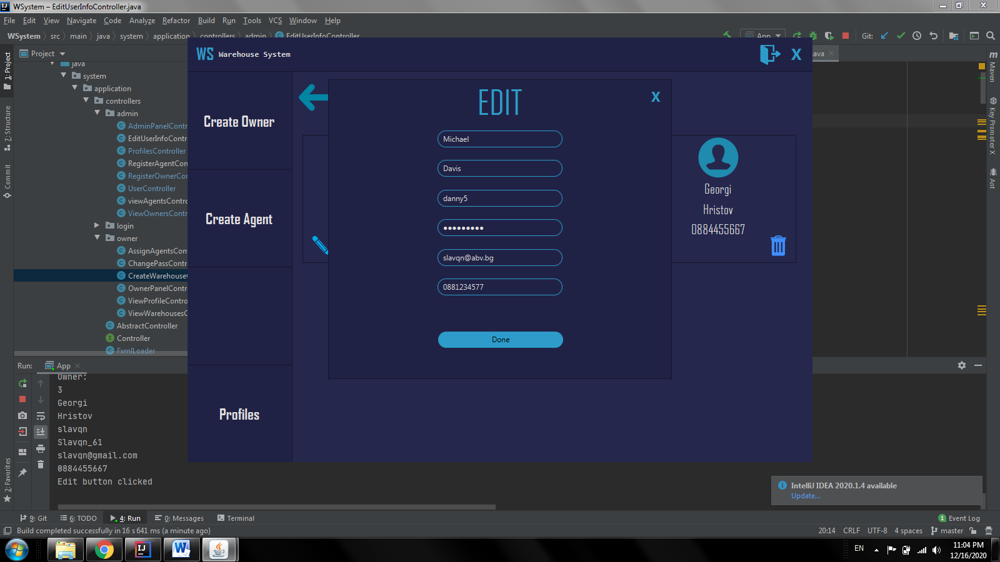 WSystem – EditUserInfoController.java
File Edit View Navigate Code Analyze Refactor Build Run Tools VCS Window Help
WSystem src main java system application controllers admin EditUserInfoController
App
Git:
Project
ava
WS Warehouse System
X
java
system
application
controllers
admin
AdminPanelContr
EditUserInfoContr
ProfilesController
RegisterAgentCon
RegisterOwnerCon
UserController
viewAgentsContro
ViewOwnersContr
login
owner
AssignAgentsCont
ChangePassContr
CreateWarehouseC
OwnerPanelContr
ViewProfileContro
ViewWarehousesC
AbstractController
Controller
FxmlLoader
1: Project
7: Structure
Commit
2: Favorites
Maven
Key Promoter X
Ant
Create Owner
Create Agent
Profiles
EDIT
X
Michael
Davis
danny5
•••••••••
slavqn@abv.bg
0881234577
Done
Georgi
Hristov
0884455667
Run: App
Owner:
3
Georgi
Hristov
slavqn
Slavqn_61
slavqn@gmail.com
0884455667
Edit button clicked
IntelliJ IDEA 2020.1.4 available
Update...
9: Git 6: TODO 4: Run 0: Messages Terminal
1 Event Log
Build completed successfully in 16 s 641 ms (a minute ago)
20:14 CRLF UTF-8 4 spaces master
EN
11:04 PM
12/16/2020